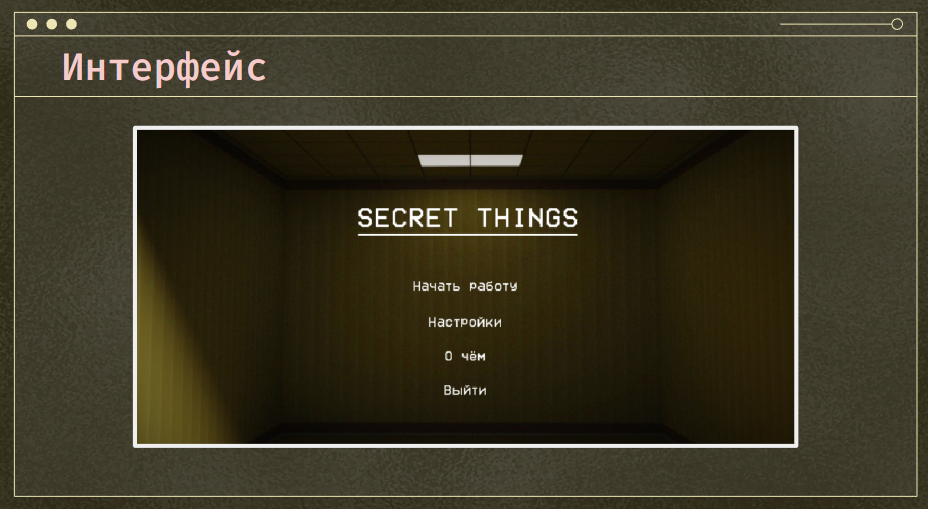 Интерфейс
SECRET THINGS
Начать работу
Настройки
О чём
Выйти